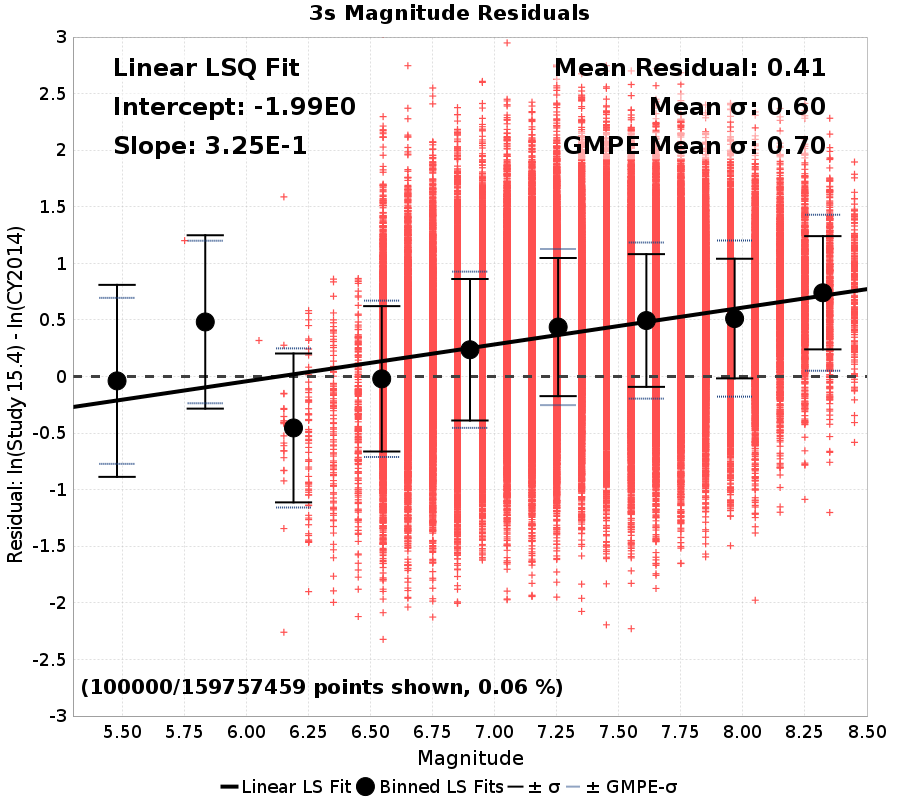 3s Magnitude Residuals
Linear LSQ Fit
Intercept: -1.99E0
Slope: 3.25E-1
Mean Residual: 0.41
Mean σ: 0.60
GMPE Mean σ: 0.70
Residual: ln(Study 15.4) - ln(CY2014)
3
2.5
2
1.5
1
0.5
0
-0.5
-1
-1.5
-2
-2.5
-3
(100000/159757459 points shown, 0.06 %)
5.50 5.75 6.00 6.25 6.50 6.75 7.00 7.25 7.50 7.75 8.00 8.25 8.50
Magnitude
Linear LS Fit Binned LS Fits ± σ ± GMPE-σ